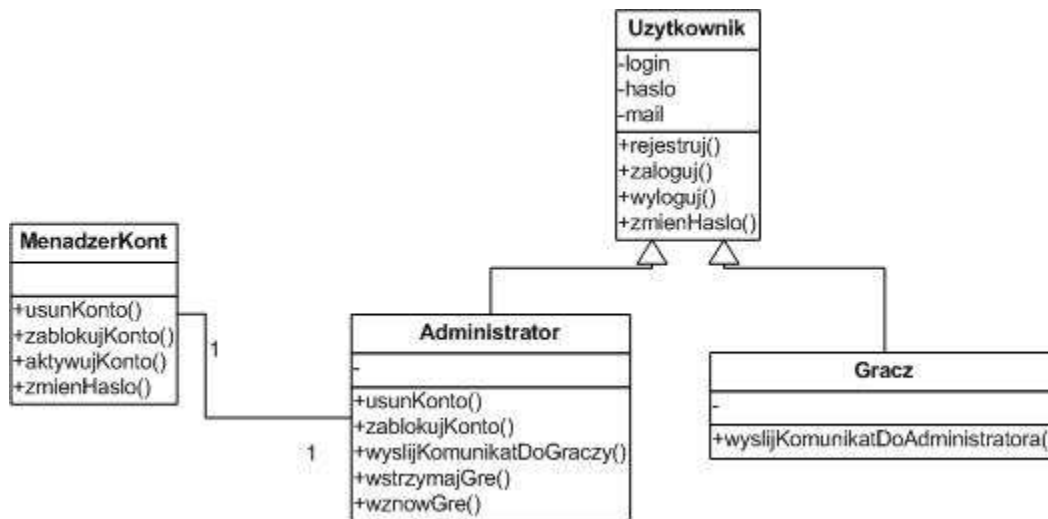 Uzytkownik
-login
-haslo
-mail
+rejestruj()
+zaloguj()
+wyloguj()
+zmienHaslo()
MenadzerKont
+usunKonto()
+zablokujKonto()
+aktywujKonto()
+zmienHaslo()
1
1
Administrator
-
+usunKonto()
+zablokujKonto()
+wyslijKomunikatDoGraczy()
+wstrzymajGre()
+wznowGre()
Gracz
-
+wyslijKomunikatDoAdministratora(